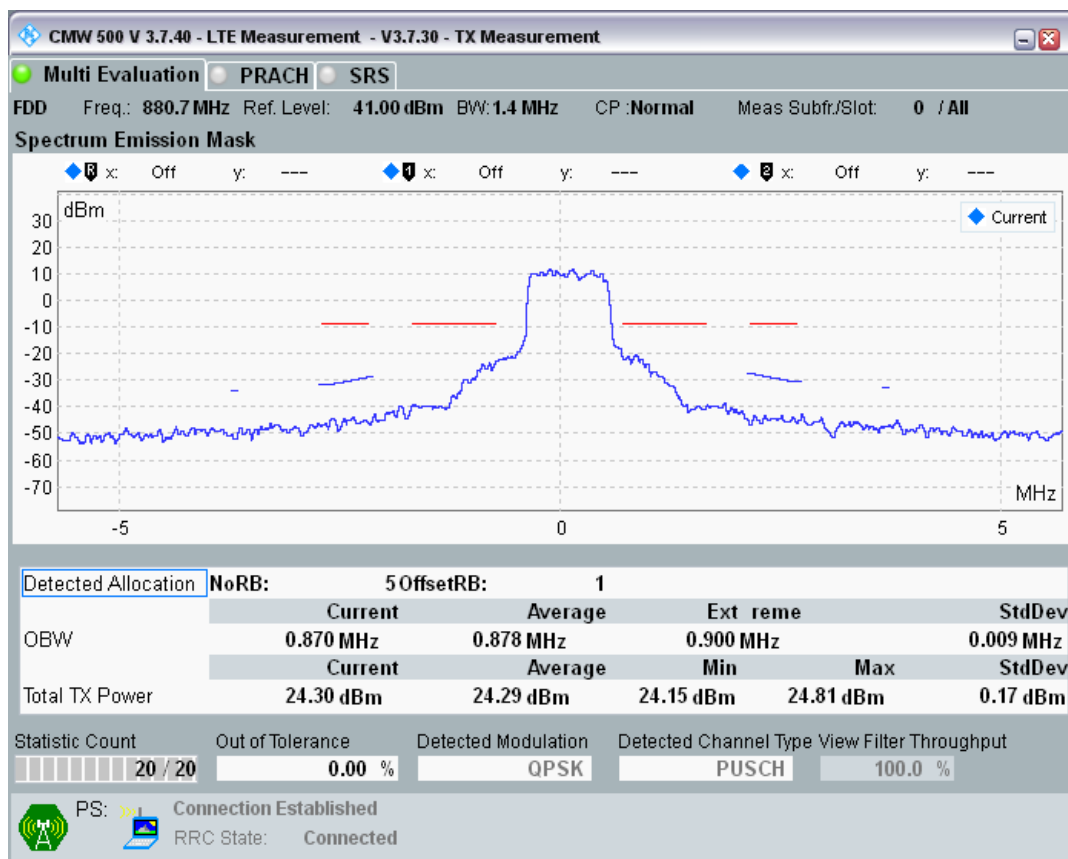 CMW 500 V 3.7.40 - LTE Measurement - V3.7.30 - TX Measurement
Multi Evaluation PRACH SRS
FDD Freq.: 880.7 MHz Ref. Level: 41.00 dBm BW: 1.4 MHz CP :Normal Meas Subfr./Slot: 0 / All
Spectrum Emission Mask
R x: Off y: --- 1 x: Off y: --- 2 x: Off y: ---
dBm
Current
30
20
10
0
-10
-20
-30
-40
-50
-60
-70
MHz
-5 0 5
Detected Allocation NoRB: 5 OffsetRB: 1
Current Average Ext reme StdDev
OBW 0.870 MHz 0.878 MHz 0.900 MHz 0.009 MHz
Current Average Min Max StdDev
Total TX Power 24.30 dBm 24.29 dBm 24.15 dBm 24.81 dBm 0.17 dBm
Statistic Count Out of Tolerance Detected Modulation Detected Channel Type View Filter Throughput
20 / 20 0.00 % QPSK PUSCH 100.0 %
PS: Connection Established
RRC State: Connected